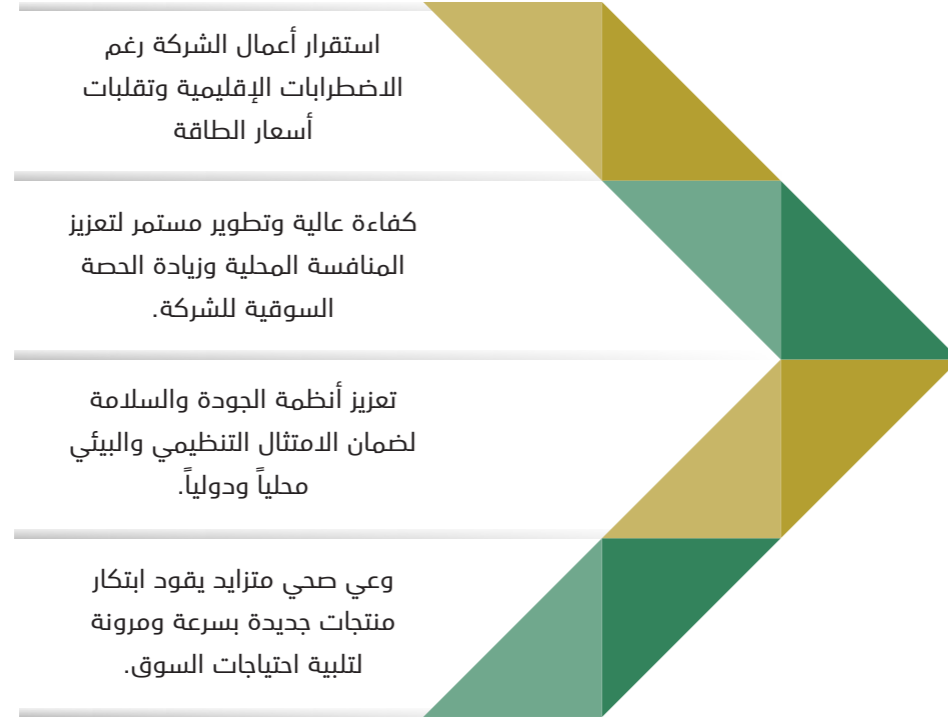 استقرار أعمال الشركة رغم
الاضطرابات الإقليمية وتقلبات
أسعار الطاقة
كفاءة عالية وتطوير مستمر لتعزيز
المنافسة المحلية وزيادة الحصة
السوقية للشركة.
تعزيز أنظمة الجودة والسلامة
لضمان الامتثال التنظيمي والبيئي
محلياً ودولياً.
وعي صحي متزايد يقود ابتكار
منتجات جديدة بسرعة ومرونة
لتلبية احتياجات السوق.